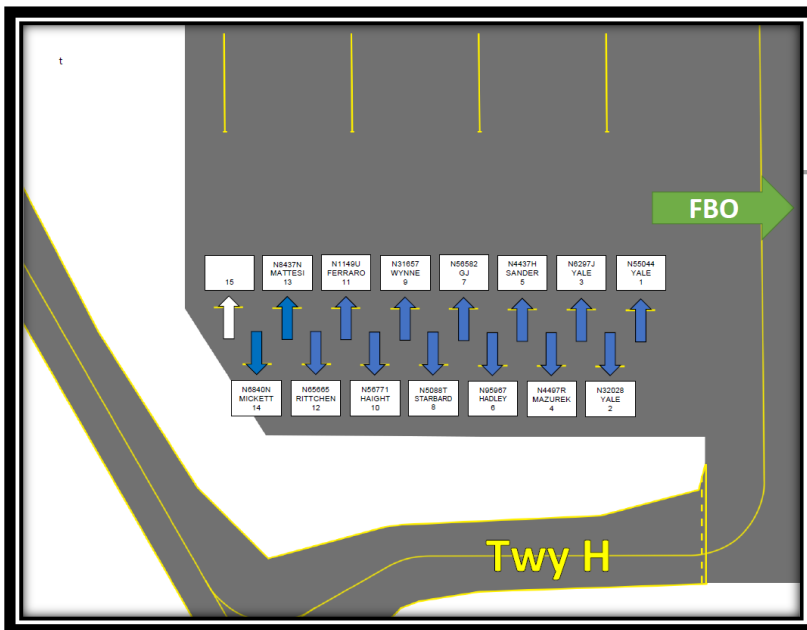 t
FBO
15
N8437N
MATTESI
13
N1149U
FERRARO
11
N31657
WYNNE
9
N56582
GJ
7
N4437H
SANDER
5
N6297J
YALE
3
N55044
YALE
1
N6840N
MICKETT
14
N65665
RITTCHEN
12
N56771
HAIGHT
10
N5088T
STARBARD
8
N95967
HADLEY
6
N4497R
MAZUREK
4
N32028
YALE
2
Twy H